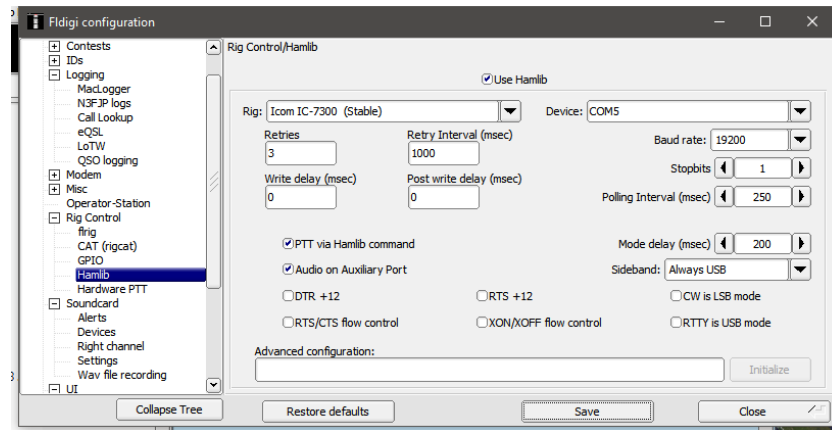 Fldigi configuration
Contests
IDs
Logging
MacLogger
N3FJP logs
Call Lookup
eQSL
LoTW
QSO logging
Modem
Misc
Operator-Station
Rig Control
flrig
CAT (rigcat)
GPIO
Hamlib
Hardware PTT
Soundcard
Alerts
Devices
Right channel
Settings
Wav file recording
UI
Collapse Tree
Rig Control/Hamlib
Use Hamlib
Rig: Icom IC-7300 (Stable) Device: COM5
Retries Retry Interval (msec)
3 1000 Baud rate: 19200
Write delay (msec) Post write delay (msec) Stopbits 1
0 0 Polling Interval (msec) 250
PTT via Hamlib command Mode delay (msec) 200
Audio on Auxiliary Port Sideband: Always USB
DTR +12 RTS +12 CW is LSB mode
RTS/CTS flow control XON/XOFF flow control RTTY is USB mode
Advanced configuration:
Initialize
Restore defaults Save Close